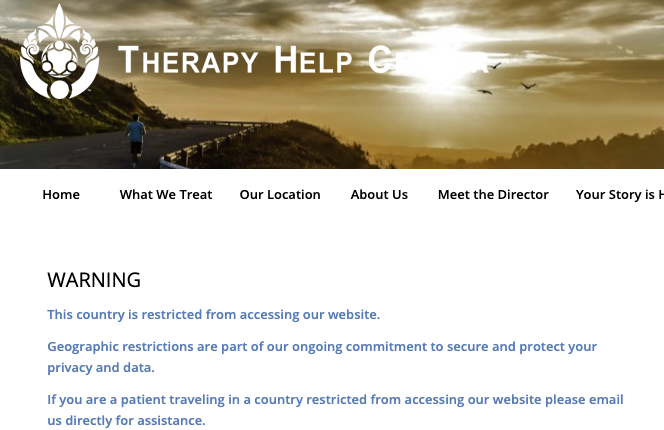 THERAPY HELP CENTER
Home What We Treat Our Location About Us Meet the Director Your Story is H
WARNING
This country is restricted from accessing our website.
Geographic restrictions are part of our ongoing commitment to secure and protect your
privacy and data.
If you are a patient traveling in a country restricted from accessing our website please email
us directly for assistance.